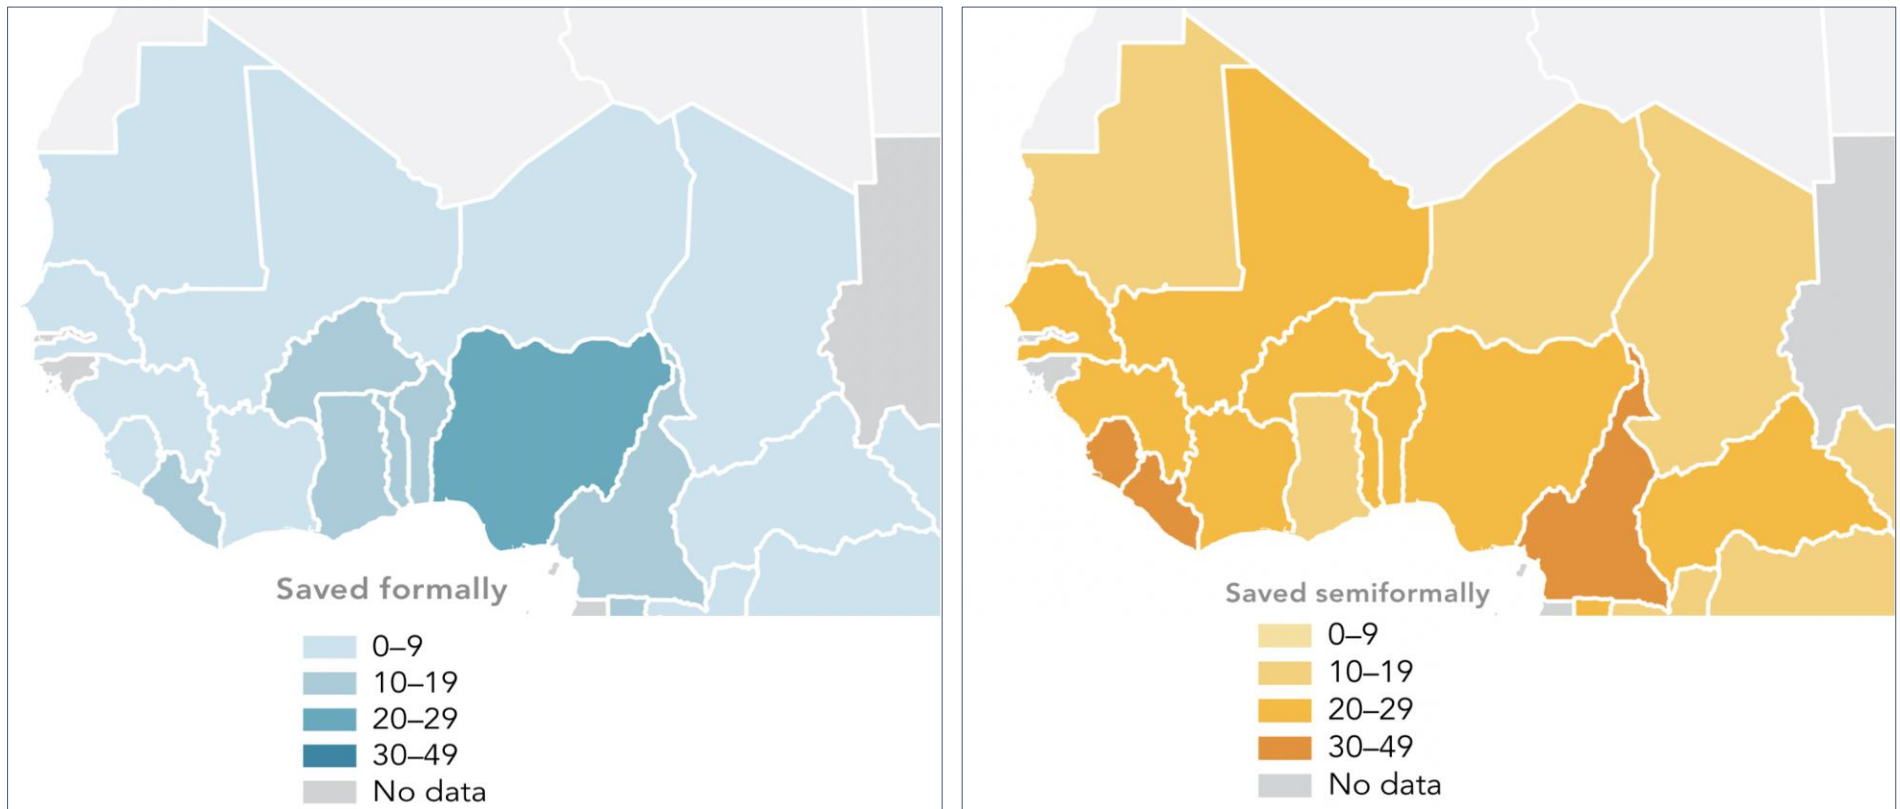 Saved formally
0–9
10–19
20–29
30–49
No data
Saved semiformally
0–9
10–19
20–29
30–49
No data